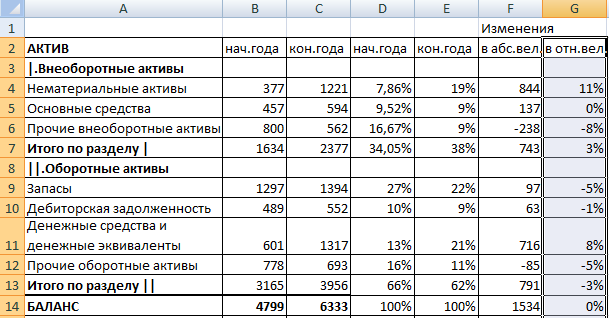 A B C D E F G
1 Изменения
2 АКТИВ нач.года кон.года нач.года кон.года в абс.вел. в отн.вел
3 |.Внеоборотные активы
4 Нематериальные активы 377 1221 7,86% 19% 844 11%
5 Основные средства 457 594 9,52% 9% 137 0%
6 Прочие внеоборотные активы 800 562 16,67% 9% -238 -8%
7 Итого по разделу | 1634 2377 34,05% 38% 743 3%
8 ||.Оборотные активы
9 Запасы 1297 1394 27% 22% 97 -5%
10 Дебиторская задолженность 489 552 10% 9% 63 -1%
Денежные средства и
11 денежные эквиваленты 601 1317 13% 21% 716 8%
12 Прочие оборотные активы 778 693 16% 11% -85 -5%
13 Итого по разделу || 3165 3956 66% 62% 791 -3%
14 БАЛАНС 4799 6333 100% 100% 1534 0%